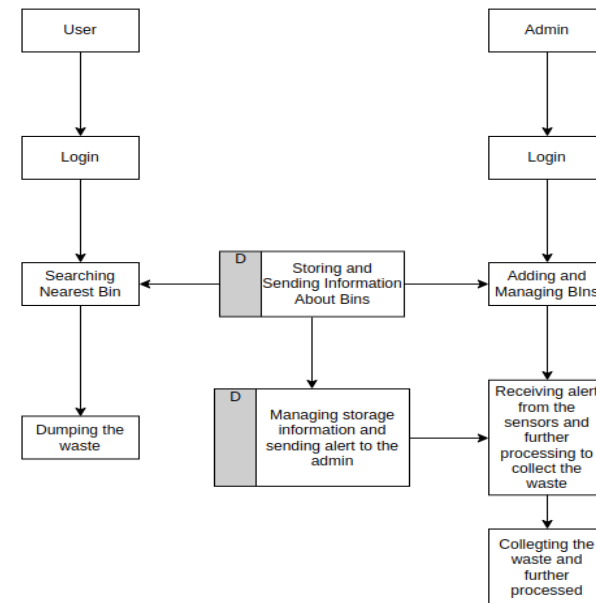 User
Admin
Login
Login
D
Storing and
Sending Information
About Bins
Searching
Nearest Bin
Adding and
Managing BIns
D
Managing storage
information and
sending alert to the
admin
Receiving alert
from the
sensors and
further
processing to
collect the
waste
Dumping the
waste
Collegting the
waste and
further
processed